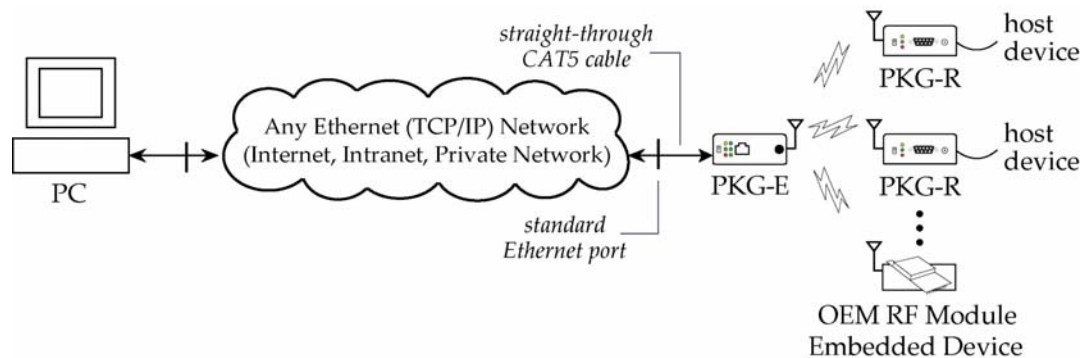 straight-through
CAT5 cable
host
device
PKG-R
Any Ethernet (TCP/IP) Network
(Internet, Intranet, Private Network)
PC
PKG-E
host
device
PKG-R
standard
Ethernet port
OEM RF Module
Embedded Device